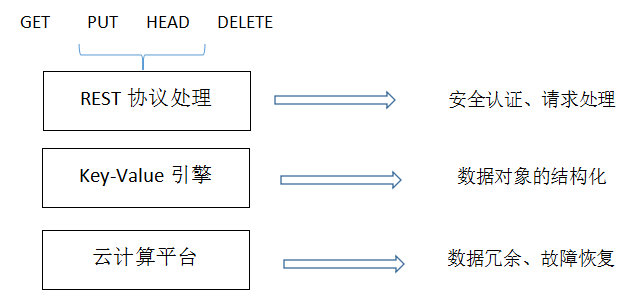 GET PUT HEAD DELETE
REST 协议处理 安全认证、请求处理
Key-Value 引擎 数据对象的结构化
云计算平台 数据冗余、故障恢复